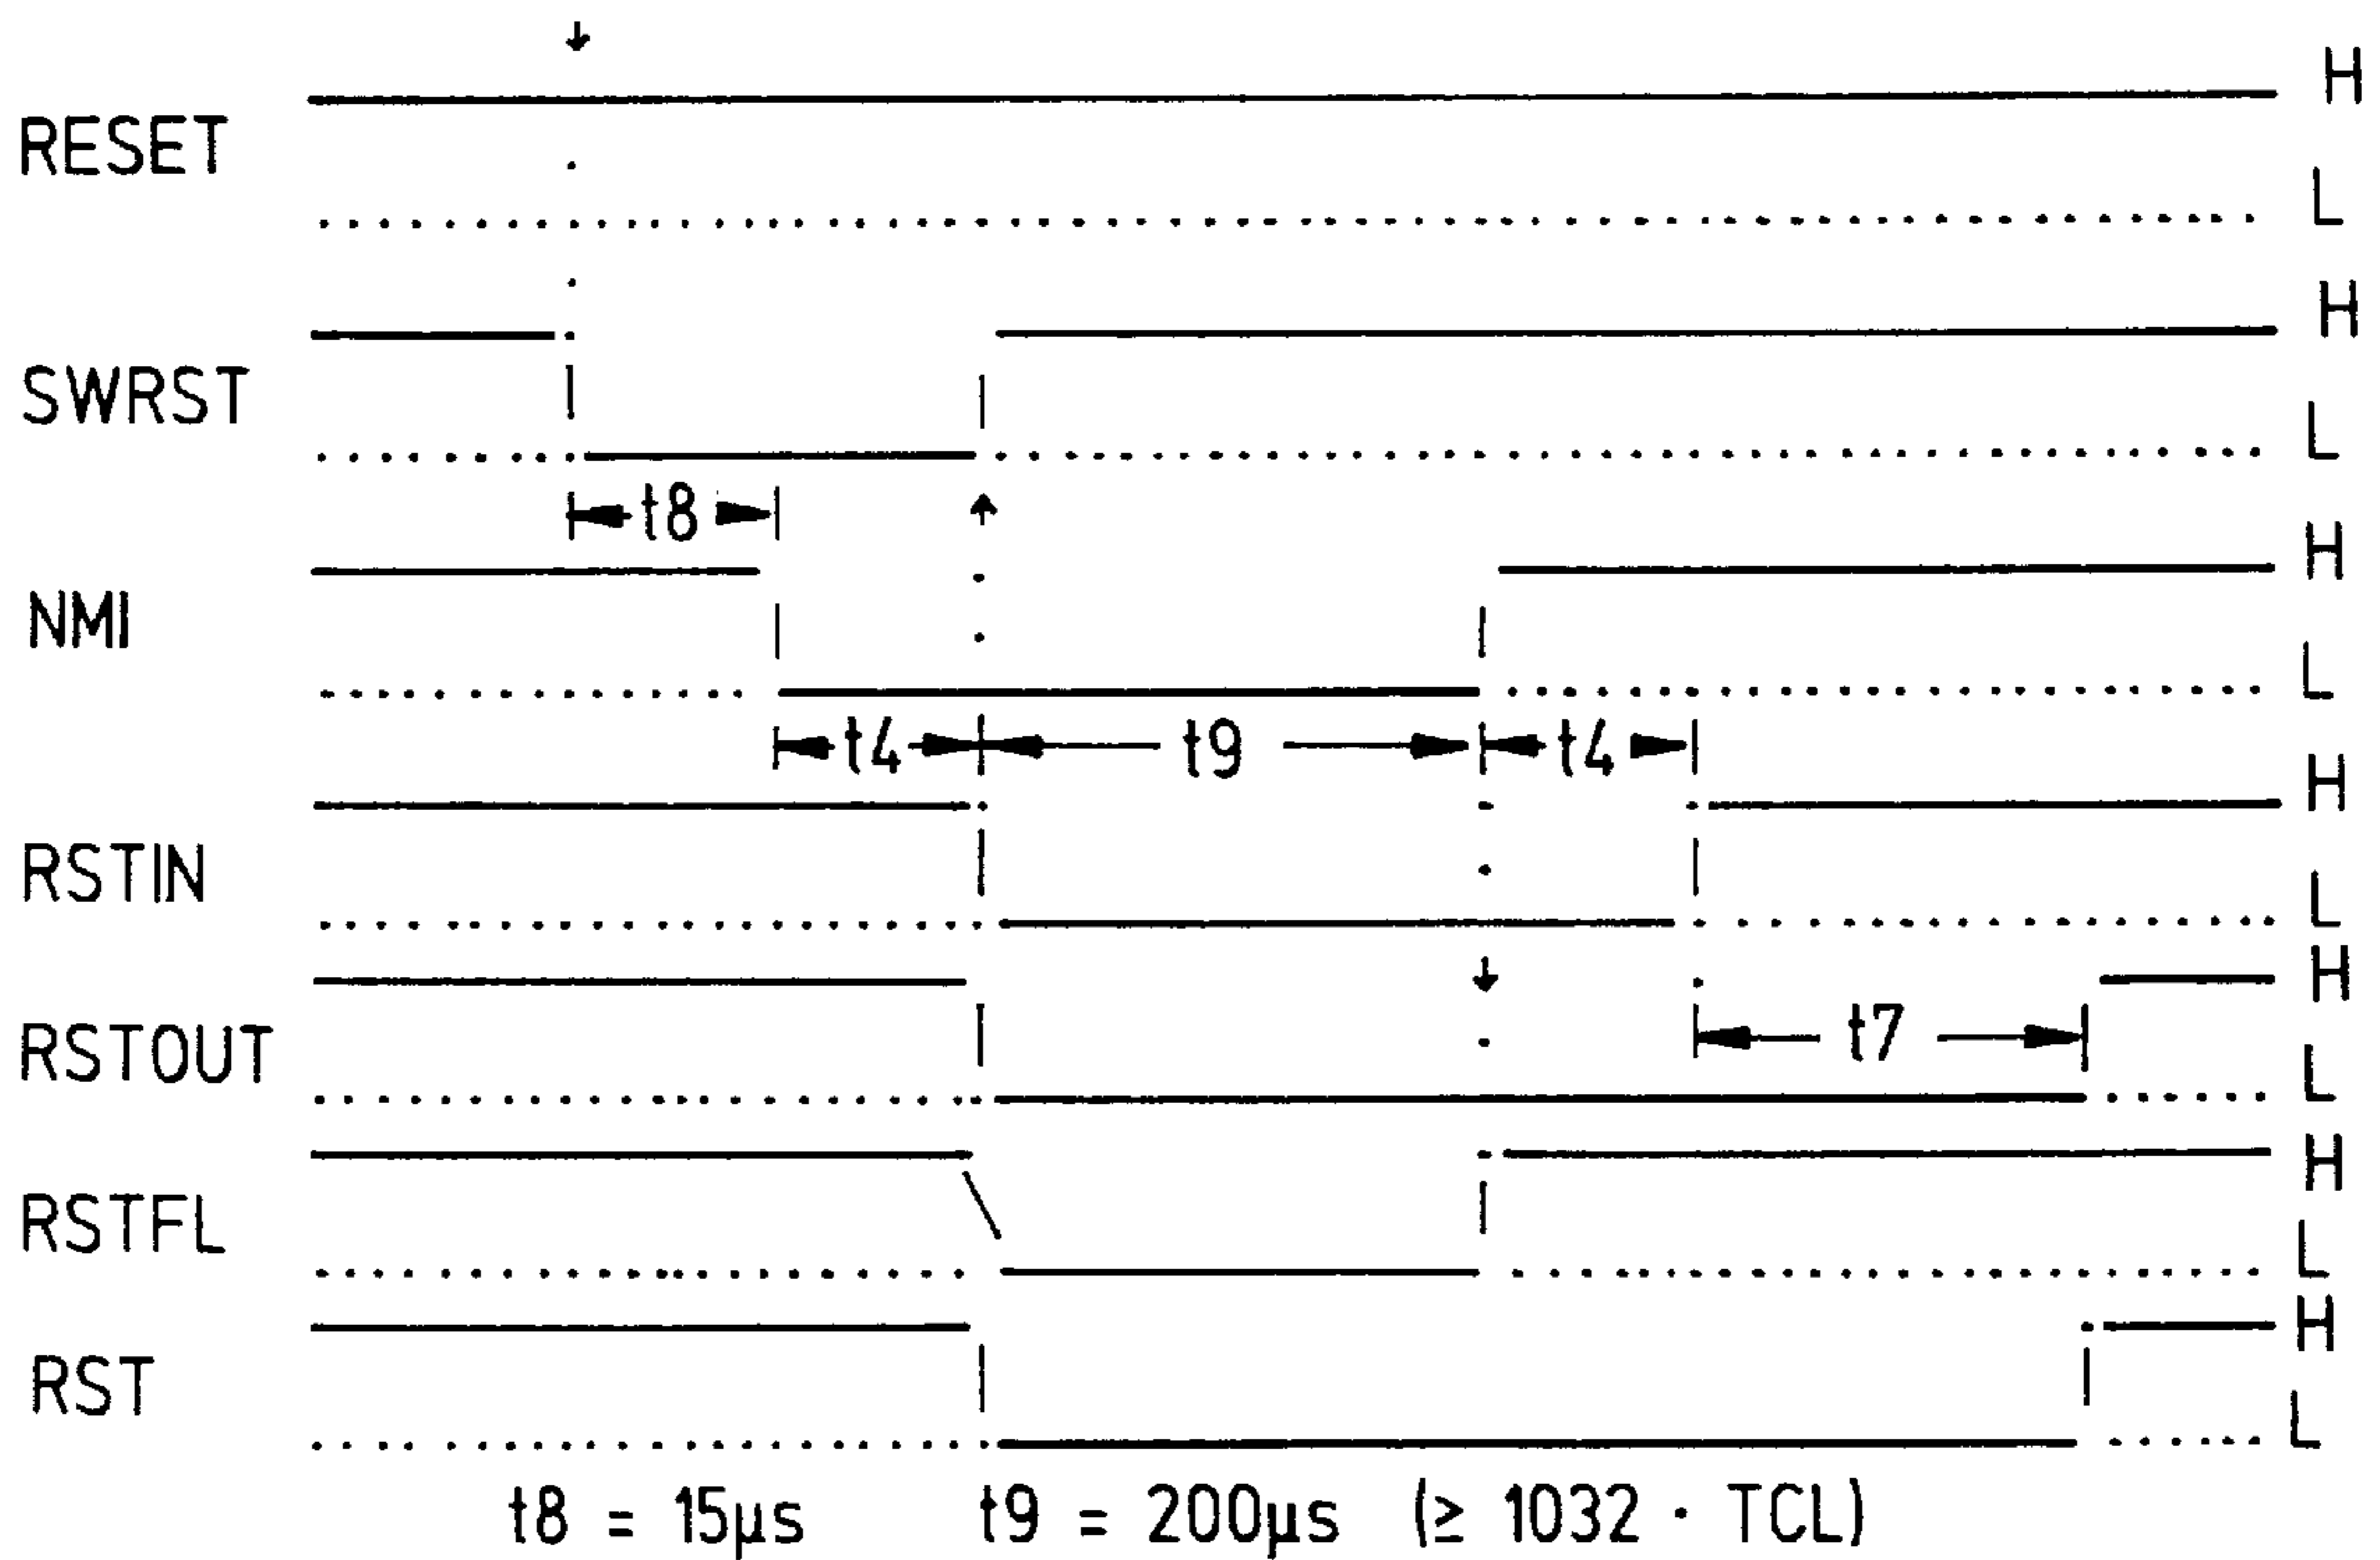 H
RESET
L
H
SWRST
L
t8
H
NMI
L
t4 t9 t4
H
RSTIN
L
H
RSTOUT t7
L
H
RSTFL
L
H
RST
L
t8 = 15µs t9 = 200µs (≥ 1032 · TCL)